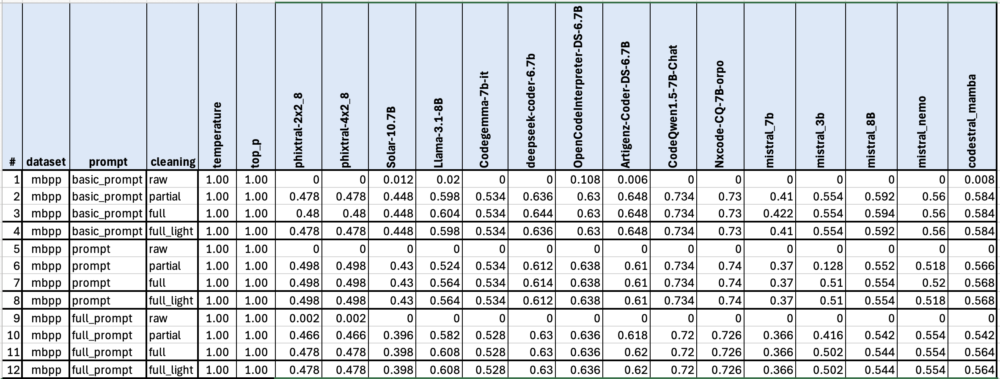 # dataset prompt cleaning temperature top_p phixtral-2x2_8 phixtral-4x2_8 Solar-10.7B Llama-3.1-8B Codegemma-7b-it deepseek-coder-6.7b OpenCodeInterpreter-DS-6.7B Artigenz-Coder-DS-6.7B CodeQwen1.5-7B-Chat Nxcode-CQ-7B-orpo mistral_7b mistral_3b mistral_8B mistral_nemo codestral_mamba
1 mbpp basic_prompt raw 1.00 1.00 0 0 0.012 0.02 0 0 0.108 0.006 0 0 0 0 0 0 0.008
2 mbpp basic_prompt partial 1.00 1.00 0.478 0.478 0.448 0.598 0.534 0.636 0.63 0.648 0.734 0.73 0.41 0.554 0.592 0.56 0.584
3 mbpp basic_prompt full 1.00 1.00 0.48 0.48 0.448 0.604 0.534 0.644 0.63 0.648 0.734 0.73 0.422 0.554 0.594 0.56 0.584
4 mbpp basic_prompt full_light 1.00 1.00 0.478 0.478 0.448 0.598 0.534 0.636 0.63 0.648 0.734 0.73 0.41 0.554 0.592 0.56 0.584
5 mbpp prompt raw 1.00 1.00 0 0 0 0 0 0 0 0 0 0 0 0 0 0 0
6 mbpp prompt partial 1.00 1.00 0.498 0.498 0.43 0.524 0.534 0.612 0.638 0.61 0.734 0.74 0.37 0.128 0.552 0.518 0.566
7 mbpp prompt full 1.00 1.00 0.498 0.498 0.43 0.564 0.534 0.614 0.638 0.61 0.734 0.74 0.37 0.51 0.554 0.52 0.568
8 mbpp prompt full_light 1.00 1.00 0.498 0.498 0.43 0.564 0.534 0.612 0.638 0.61 0.734 0.74 0.37 0.51 0.554 0.518 0.568
9 mbpp full_prompt raw 1.00 1.00 0.002 0.002 0 0 0 0 0 0 0 0 0 0 0 0 0
10 mbpp full_prompt partial 1.00 1.00 0.466 0.466 0.396 0.582 0.528 0.63 0.636 0.618 0.72 0.726 0.366 0.416 0.542 0.554 0.542
11 mbpp full_prompt full 1.00 1.00 0.478 0.478 0.398 0.608 0.528 0.63 0.636 0.62 0.72 0.726 0.366 0.502 0.544 0.554 0.564
12 mbpp full_prompt full_light 1.00 1.00 0.478 0.478 0.398 0.608 0.528 0.63 0.636 0.62 0.72 0.726 0.366 0.502 0.544 0.554 0.564